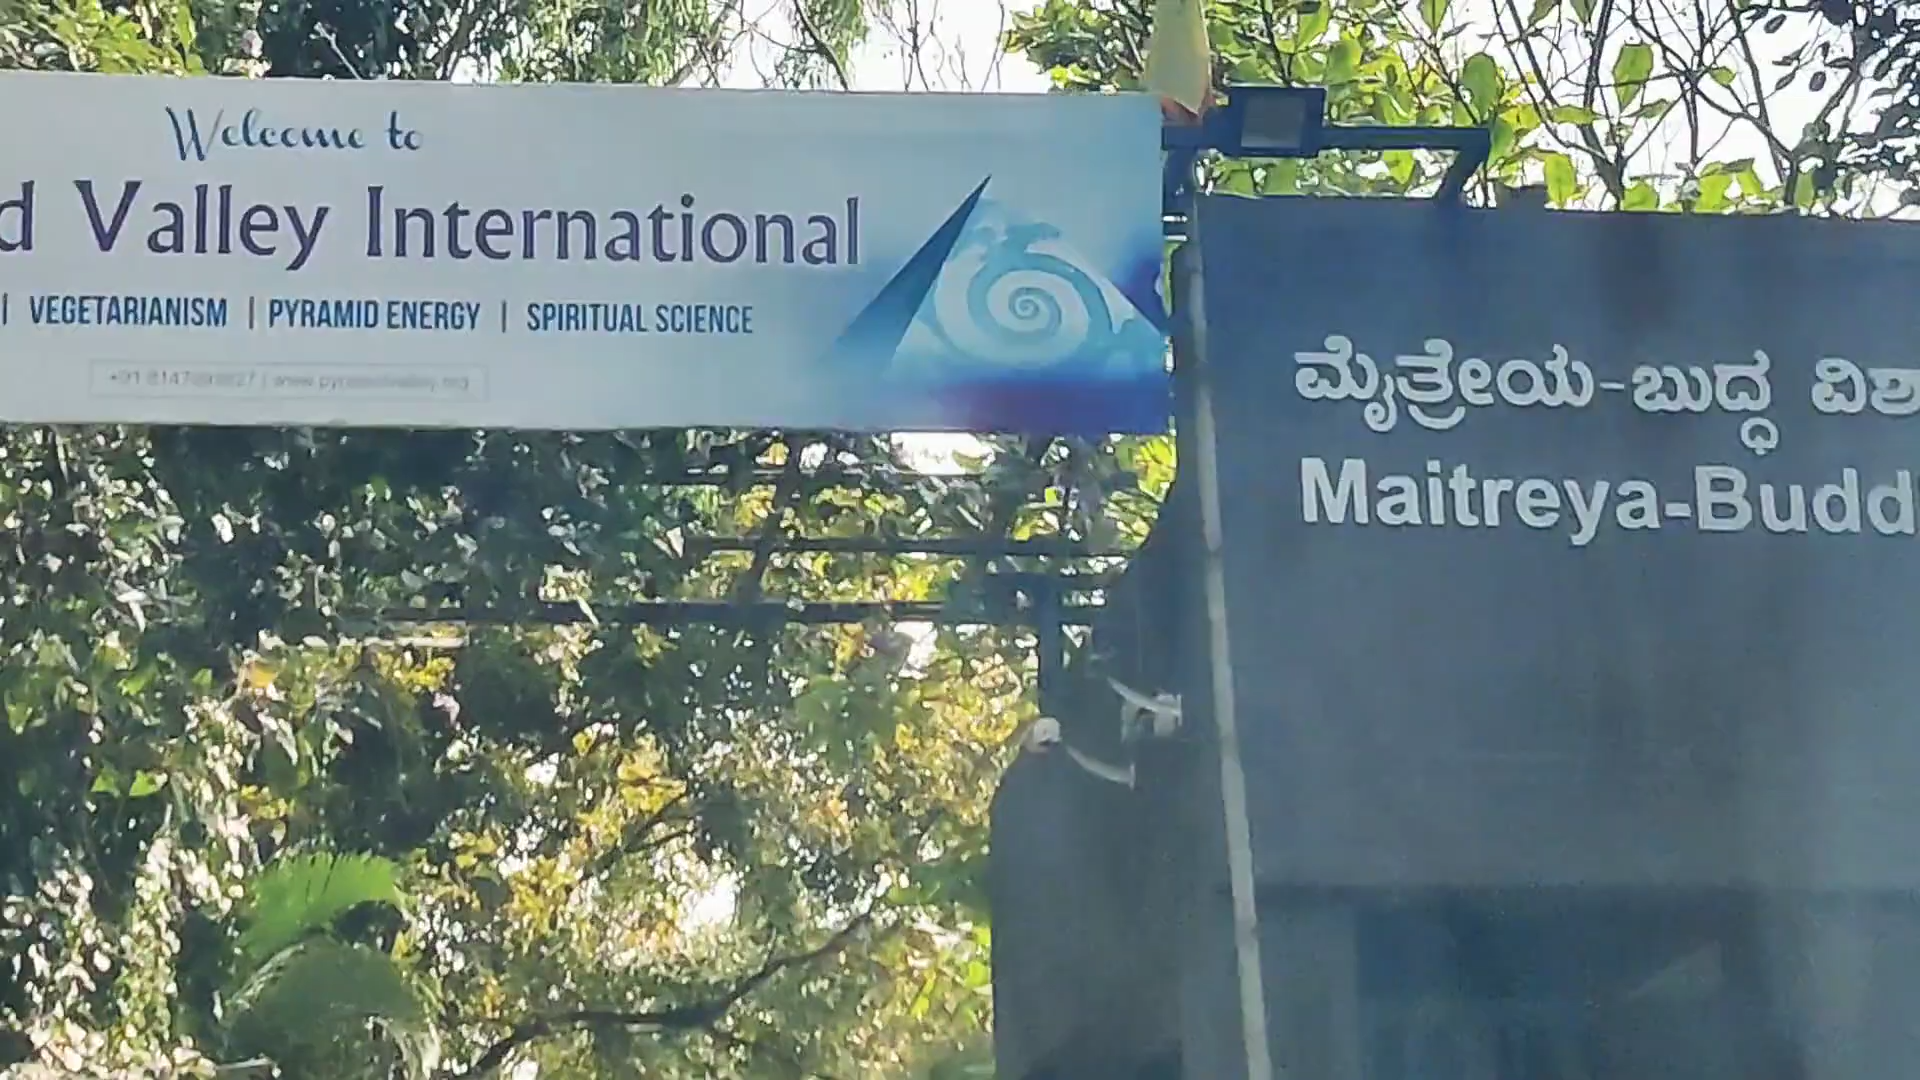 Welcome to
d Valley International
| VEGETARIANISM | PYRAMID ENERGY | SPIRITUAL SCIENCE
ಮೈತ್ರೇಯ-ಬುದ್ಧ ವಿಶ
Maitreya-Budd